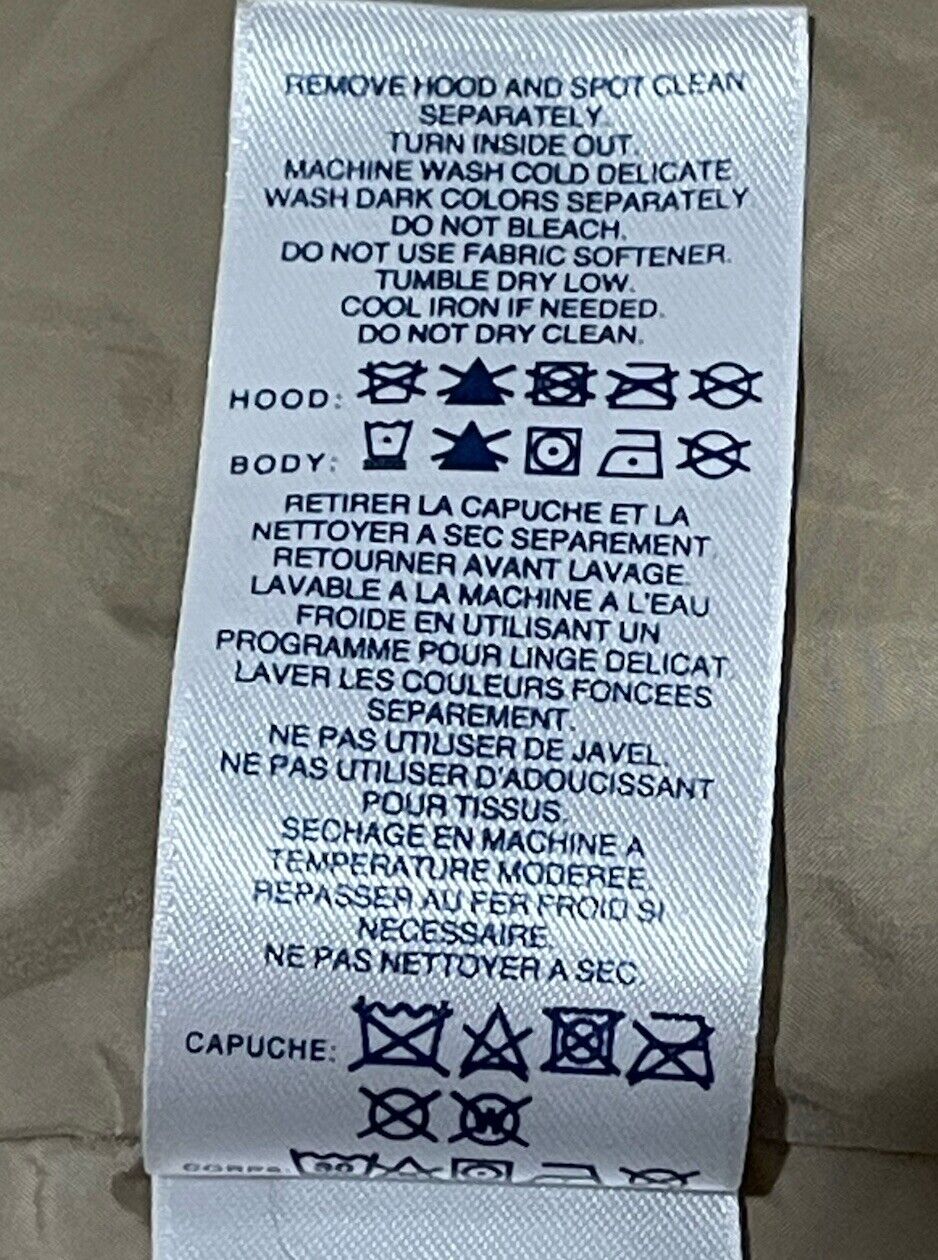 REMOVE HOOD AND SPOT CLEAN
SEPARATELY.
TURN INSIDE OUT.
MACHINE WASH COLD DELICATE
WASH DARK COLORS SEPARATELY
DO NOT BLEACH.
DO NOT USE FABRIC SOFTENER.
TUMBLE DRY LOW.
COOL IRON IF NEEDED.
DO NOT DRY CLEAN.
HOOD:
BODY:
RETIRER LA CAPUCHE ET LA
NETTOYER A SEC SEPAREMENT.
RETOURNER AVANT LAVAGE.
LAVABLE A LA MACHINE A L'EAU
FROIDE EN UTILISANT UN
PROGRAMME POUR LINGE DELICAT.
LAVER LES COULEURS FONCEES
SEPAREMENT.
NE PAS UTILISER DE JAVEL.
NE PAS UTILISER D'ADOUCISSANT
POUR TISSUS.
SECHAGE EN MACHINE A
TEMPERATURE MODEREE.
REPASSER AU FER FROID SI
NECESSAIRE.
NE PAS NETTOYER A SEC.
CAPUCHE:
W
CORPS: 30